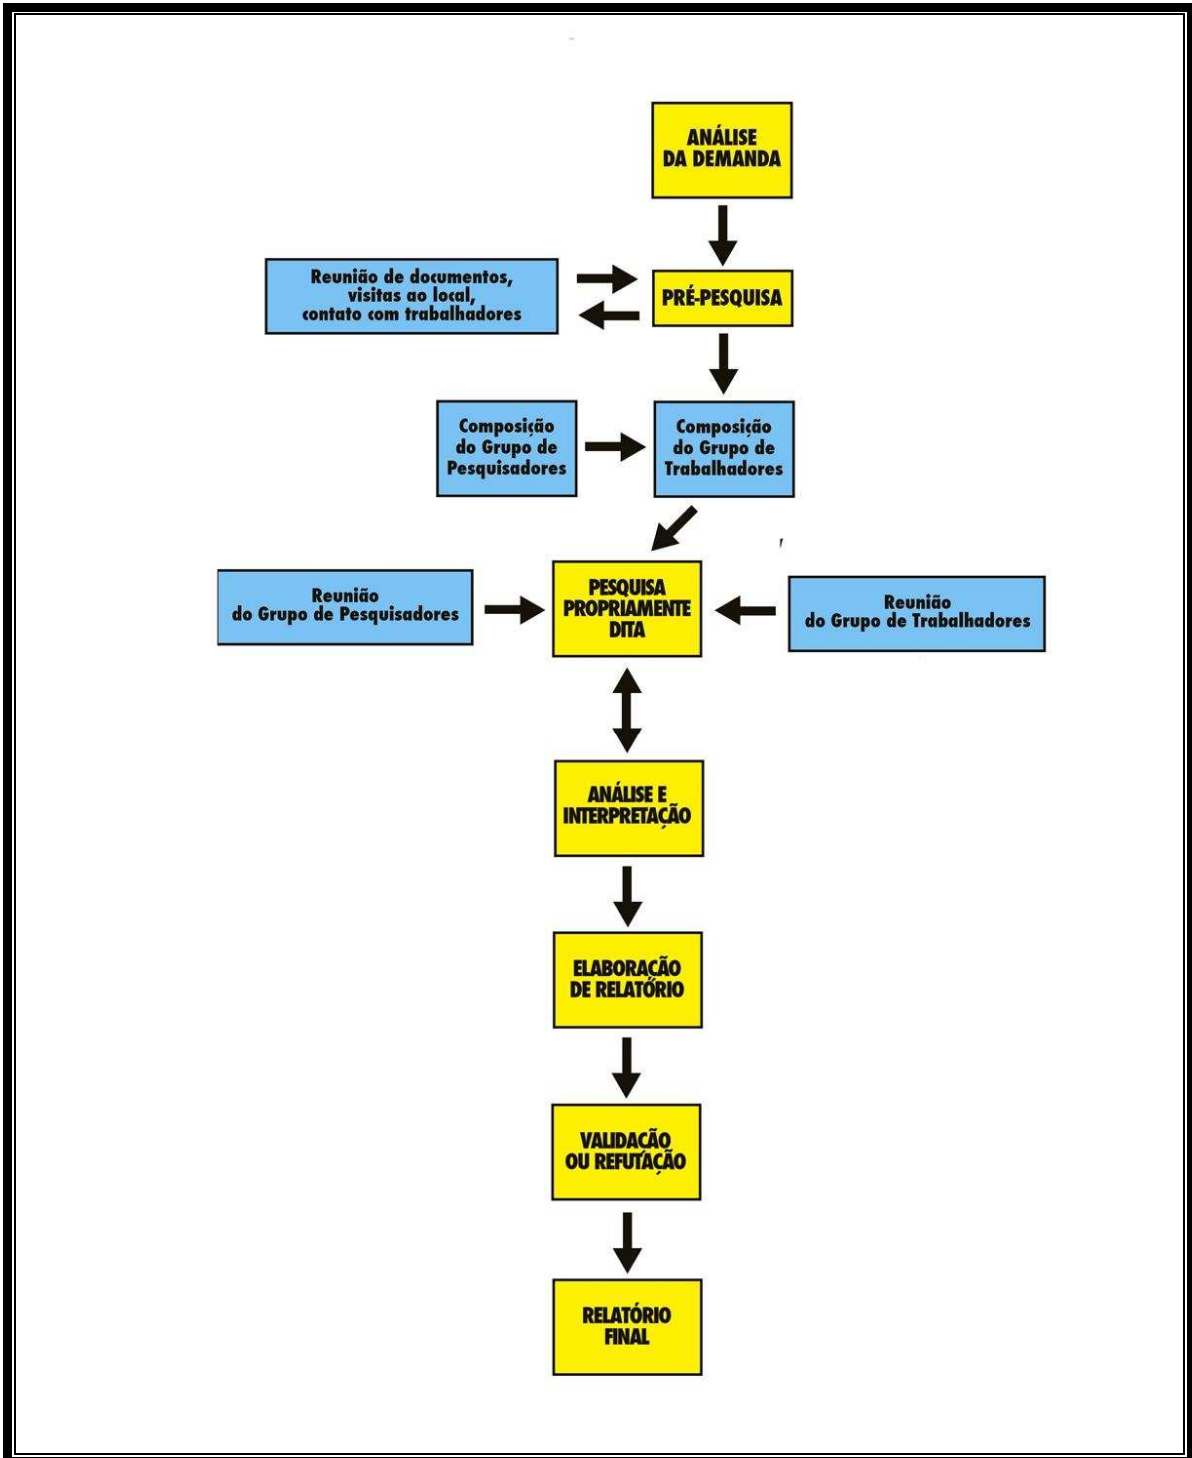 ANÁLISE
DA DEMANDA
Reunião de documentos,
visitas ao local,
contato com trabalhadores
PRÉ-PESQUISA
Composição
do Grupo de
Pesquisadores
Composição
do Grupo de
Trabalhadores
Reunião
do Grupo de Pesquisadores
PESQUISA
PROPRIAMENTE
DITA
Reunião
do Grupo de Trabalhadores
ANÁLISE E
INTERPRETAÇÃO
ELABORAÇÃO
DE RELATÓRIO
VALIDAÇÃO
OU REFUTAÇÃO
RELATÓRIO
FINAL